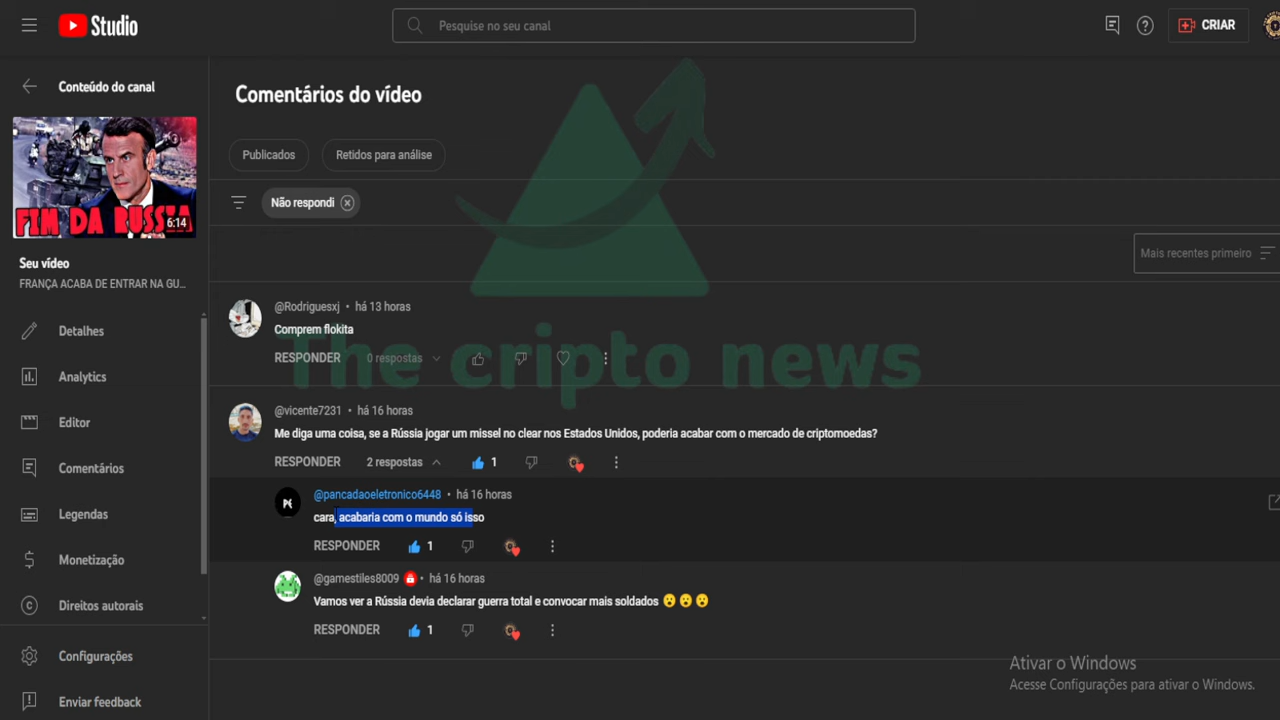 Studio
Pesquise no seu canal
CRIAR
Conteúdo do canal
FIM DA RUSSIA
6:14
Seu vídeo
FRANÇA ACABA DE ENTRAR NA GU...
Detalhes
Analytics
Editor
Comentários
Legendas
Monetização
Direitos autorais
Configurações
Enviar feedback
Comentários do vídeo
Publicados
Retidos para análise
Não respondi
Mais recentes primeiro
@Rodriguesxj • há 13 horas
Comprem flokita
RESPONDER 0 respostas
The cripto news
@vicente7231 • há 16 horas
Me diga uma coisa, se a Rússia jogar um missel no clear nos Estados Unidos, poderia acabar com o mercado de criptomoedas?
RESPONDER 2 respostas 1
@pancadaoeletronico6448 • há 16 horas
cara, acabaria com o mundo só isso
RESPONDER 1
@gamestiles8009 • há 16 horas
Vamos ver a Rússia devia declarar guerra total e convocar mais soldados 😮😮😮
RESPONDER 1
Ativar o Windows
Acesse Configurações para ativar o Windows.